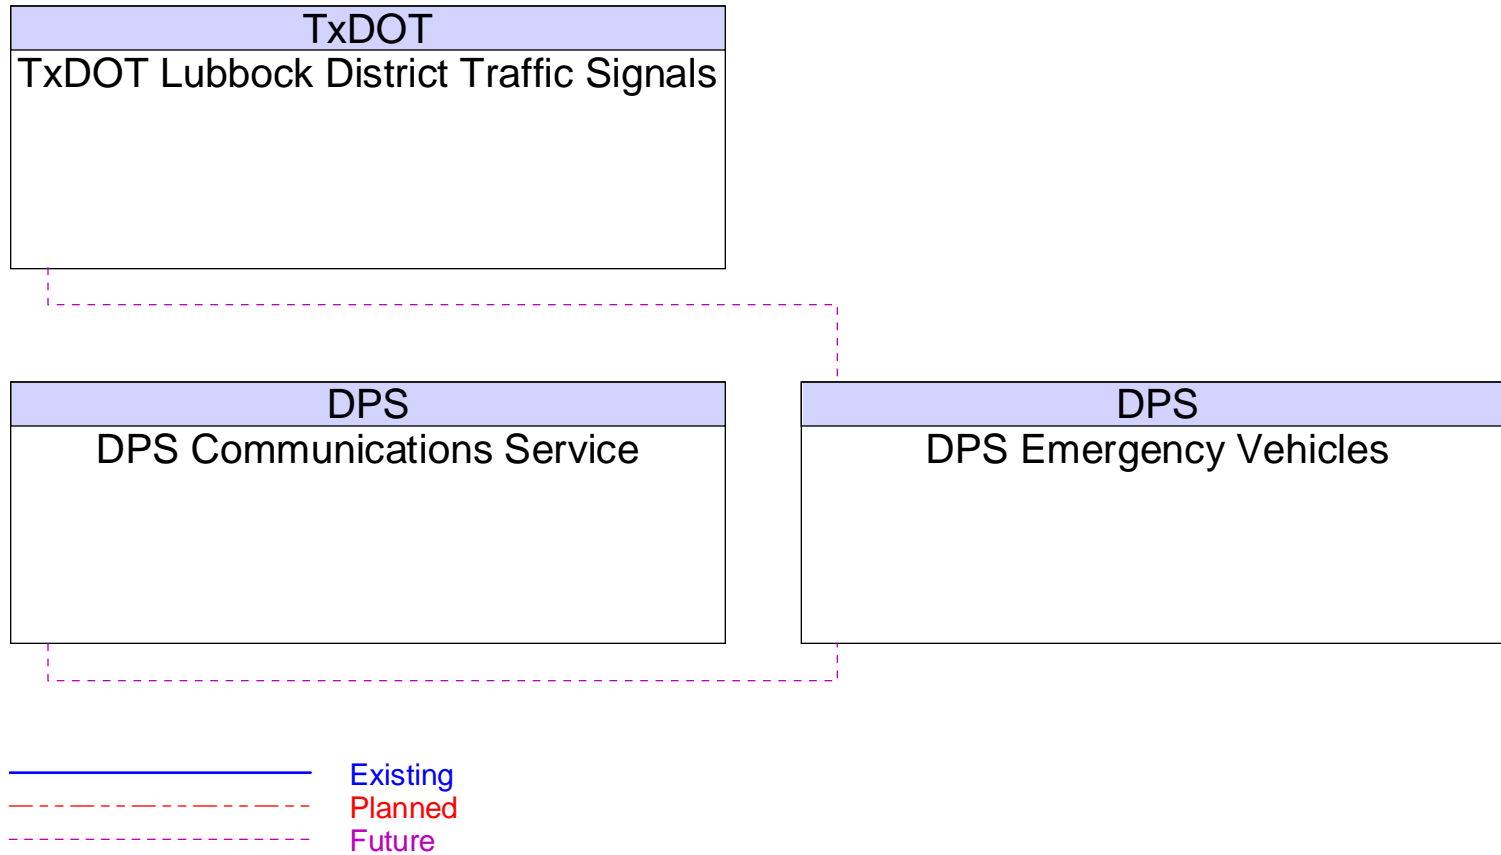 TxDOT
TxDOT Lubbock District Traffic Signals
DPS
DPS Communications Service
DPS
DPS Emergency Vehicles
Existing
Planned
Future